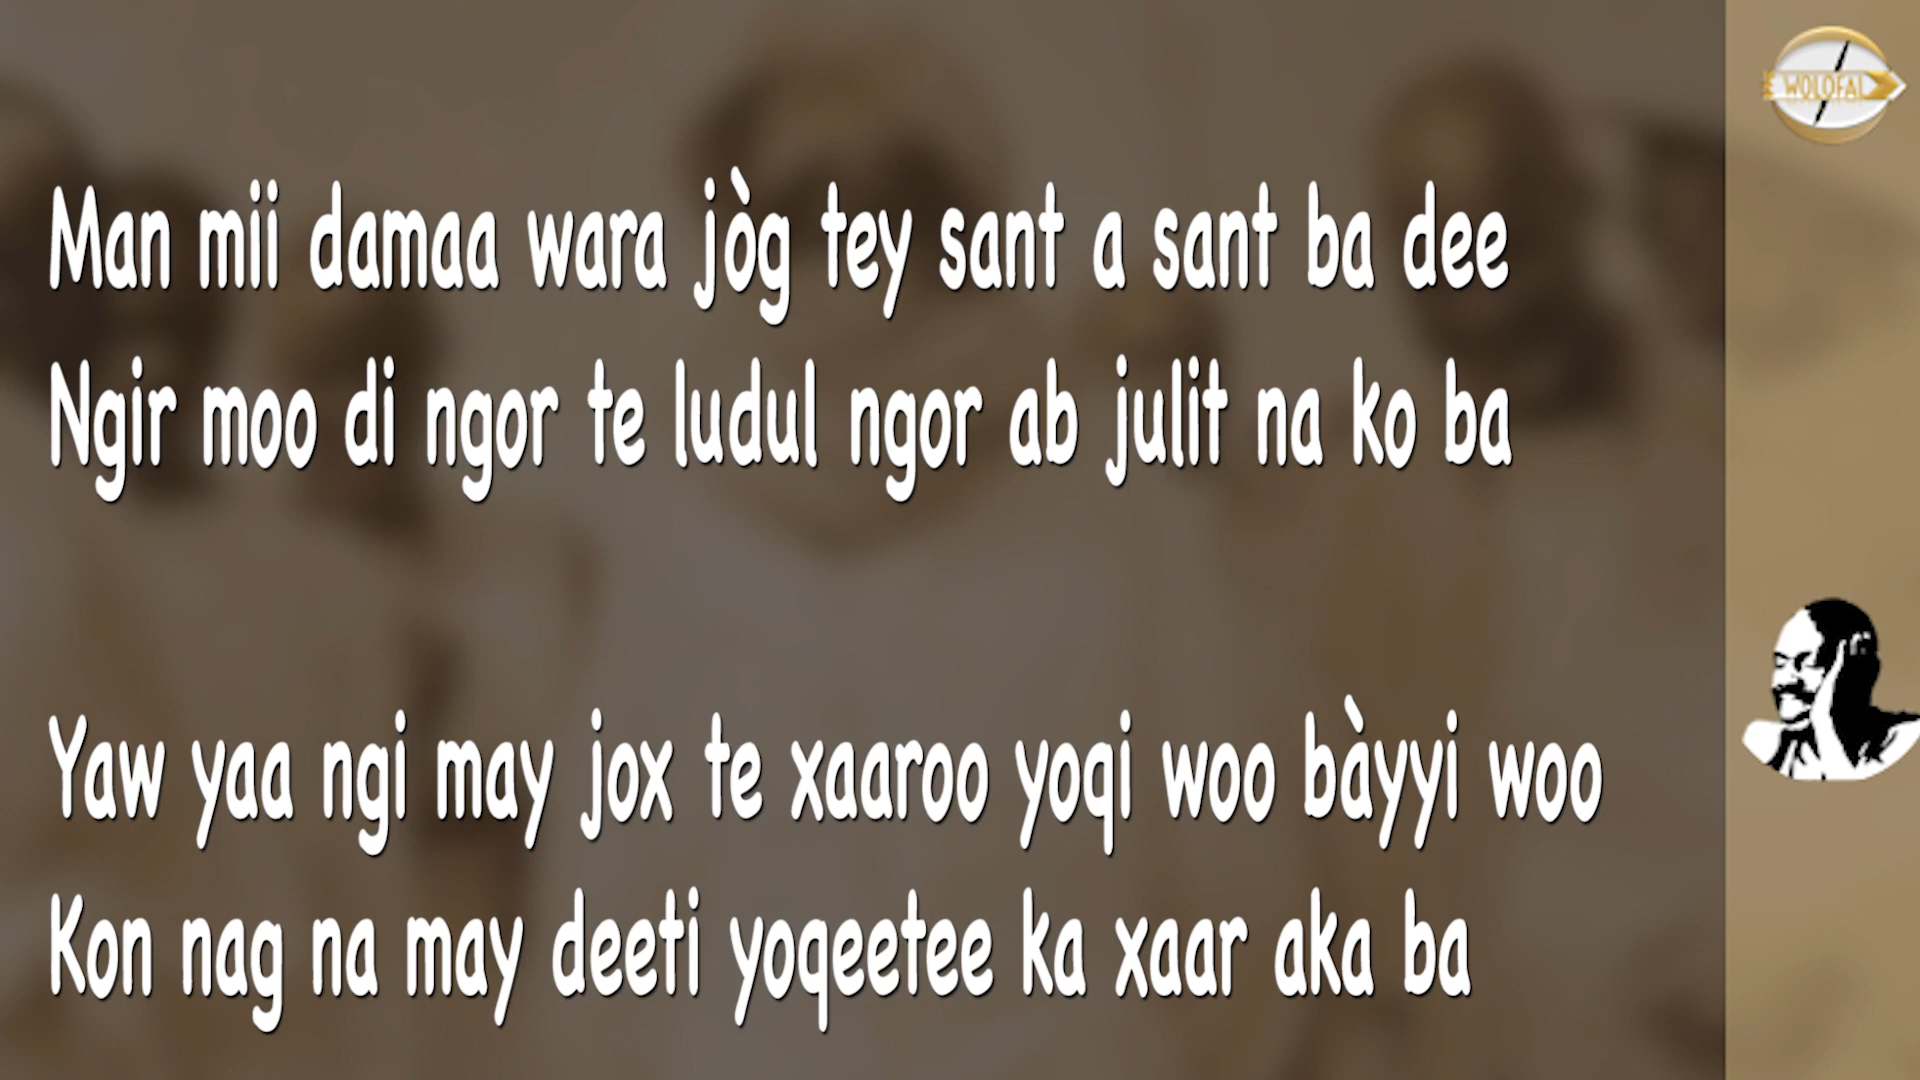 WOLOFAL
Man mii damaa wara jòg tey sant a sant ba dee
Ngir moo di ngor te ludul ngor ab julit na ko ba
Yaw yaa ngi may jox te xaaroo yoqi woo bàyyi woo
Kon nag na may deeti yoqeetee ka xaar aka ba